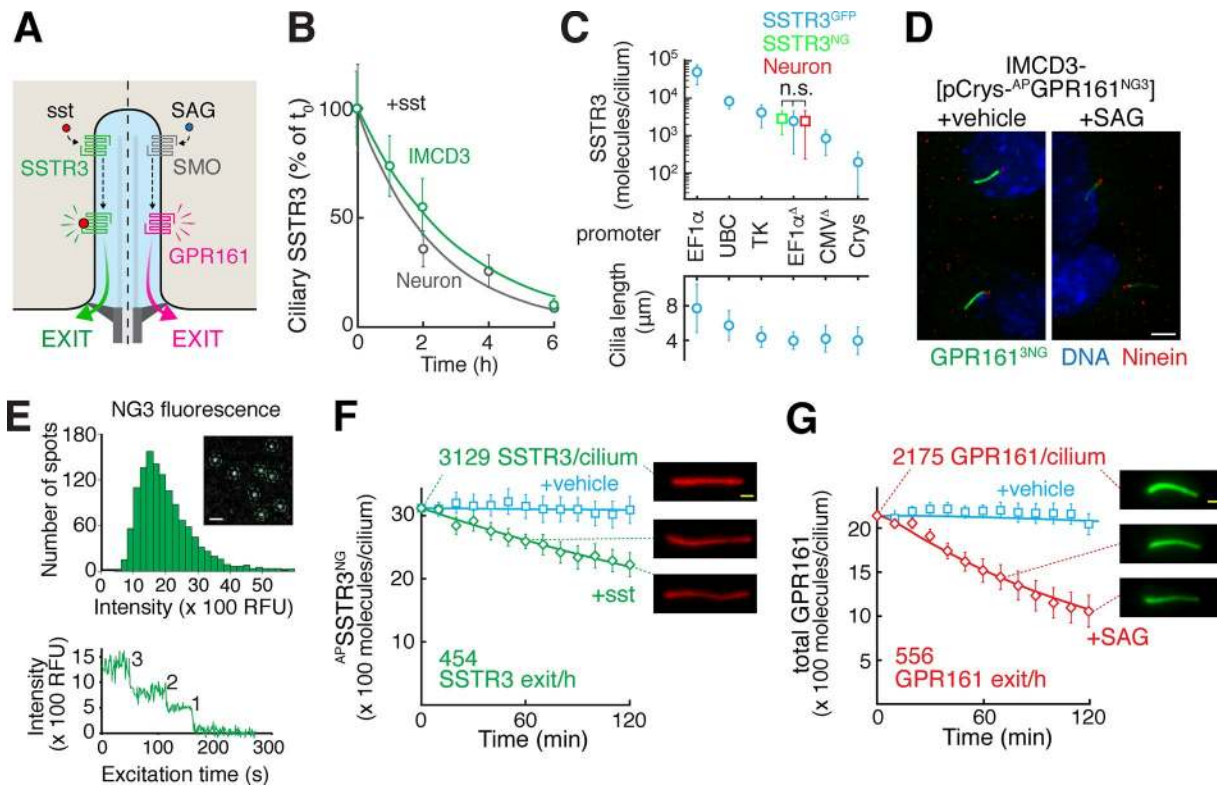 A
sst
SAG
SSTR3
SMO
GPR161
EXIT
EXIT
B
Ciliary SSTR3 (% of t0)
100
50
0
+sst
IMCD3
Neuron
0
2
4
6
Time (h)
C
SSTR3GFP
SSTR3NG
Neuron
n.s.
SSTR3
(molecules/cilium)
10^5
10^4
10^3
10^2
promoter
EF1α
UBC
TK
EF1αΔ
CMVΔ
Crys
Cilia length
(µm)
8
4
D
IMCD3-
[pCrys-APGPR161NG3]
+vehicle
+SAG
GPR1613NG
DNA
Ninein
E
NG3 fluorescence
Number of spots
180
120
60
0
0
10
20
30
40
50
Intensity (x 100 RFU)
Intensity
(x 100 RFU)
15
10
5
0
3
2
1
0
100
200
300
Excitation time (s)
F
3129 SSTR3/cilium
+vehicle
+sst
454
SSTR3 exit/h
APSSTR3NG
(x 100 molecules/cilium)
30
20
10
0
60
120
Time (min)
G
2175 GPR161/cilium
+vehicle
+SAG
556
GPR161 exit/h
total GPR161
(x 100 molecules/cilium)
20
15
10
5
0
60
120
Time (min)